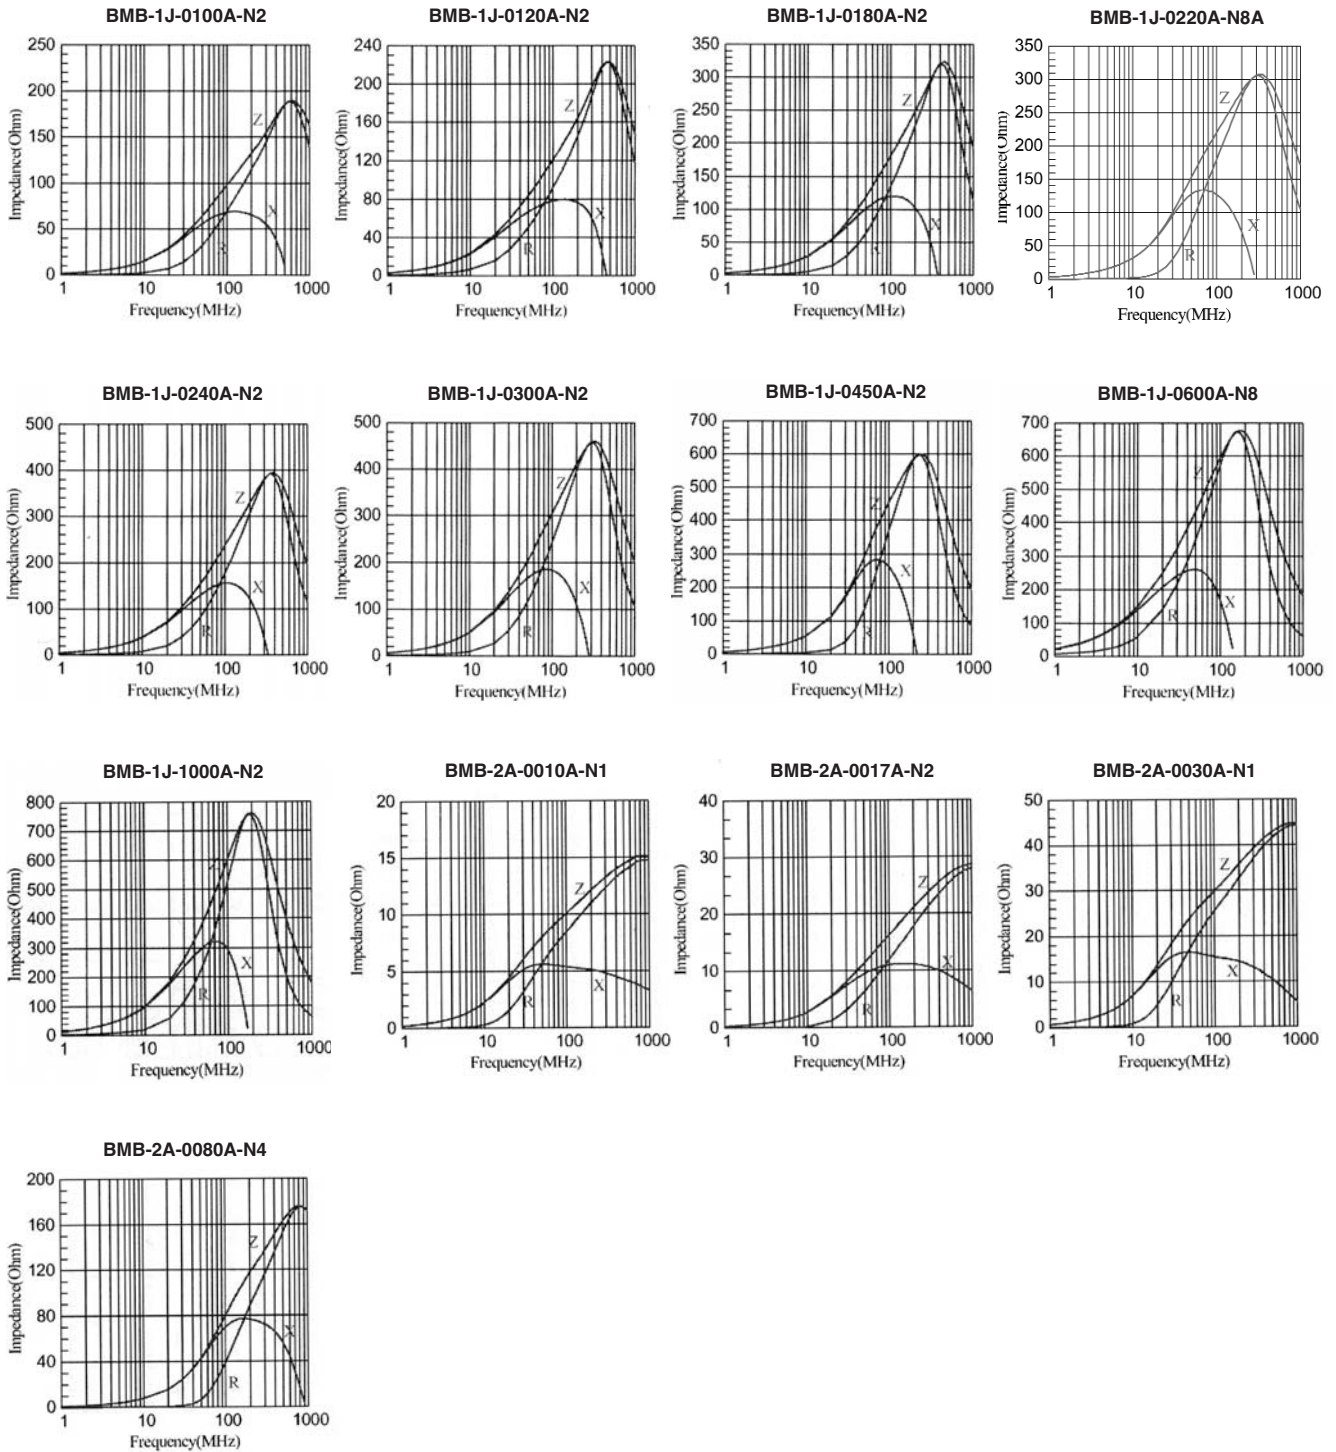 BMB-1J-0100A-N2
250
200
150
100
50
0
Impedance(Ohm)
Z
X
R
1 10 100 1000
Frequency(MHz)
BMB-1J-0120A-N2
240
200
160
120
80
40
0
Impedance(Ohm)
Z
X
R
1 10 100 1000
Frequency(MHz)
BMB-1J-0180A-N2
350
300
250
200
150
100
50
0
Impedance(Ohm)
Z
X
R
1 10 100 1000
Frequency(MHz)
BMB-1J-0220A-N8A
350
300
250
200
150
100
50
0
Impedance(Ohm)
Z
X
R
1 10 100 1000
Frequency(MHz)
BMB-1J-0240A-N2
500
400
300
200
100
0
Impedance(Ohm)
Z
X
R
1 10 100 1000
Frequency(MHz)
BMB-1J-0300A-N2
500
400
300
200
100
0
Impedance(Ohm)
Z
X
R
1 10 100 1000
Frequency(MHz)
BMB-1J-0450A-N2
700
600
500
400
300
200
100
0
Impedance(Ohm)
Z
X
R
1 10 100 1000
Frequency(MHz)
BMB-1J-0600A-N8
700
600
500
400
300
200
100
0
Impedance(Ohm)
Z
X
R
1 10 100 1000
Frequency(MHz)
BMB-1J-1000A-N2
800
700
600
500
400
300
200
100
0
Impedance(Ohm)
Z
X
R
1 10 100 1000
Frequency(MHz)
BMB-2A-0010A-N1
20
15
10
5
0
Impedance(Ohm)
Z
X
R
1 10 100 1000
Frequency(MHz)
BMB-2A-0017A-N2
40
30
20
10
0
Impedance(Ohm)
Z
X
R
1 10 100 1000
Frequency(MHz)
BMB-2A-0030A-N1
50
40
30
20
10
0
Impedance(Ohm)
Z
X
R
1 10 100 1000
Frequency(MHz)
BMB-2A-0080A-N4
200
160
120
80
40
0
Impedance(Ohm)
Z
X
R
1 10 100 1000
Frequency(MHz)